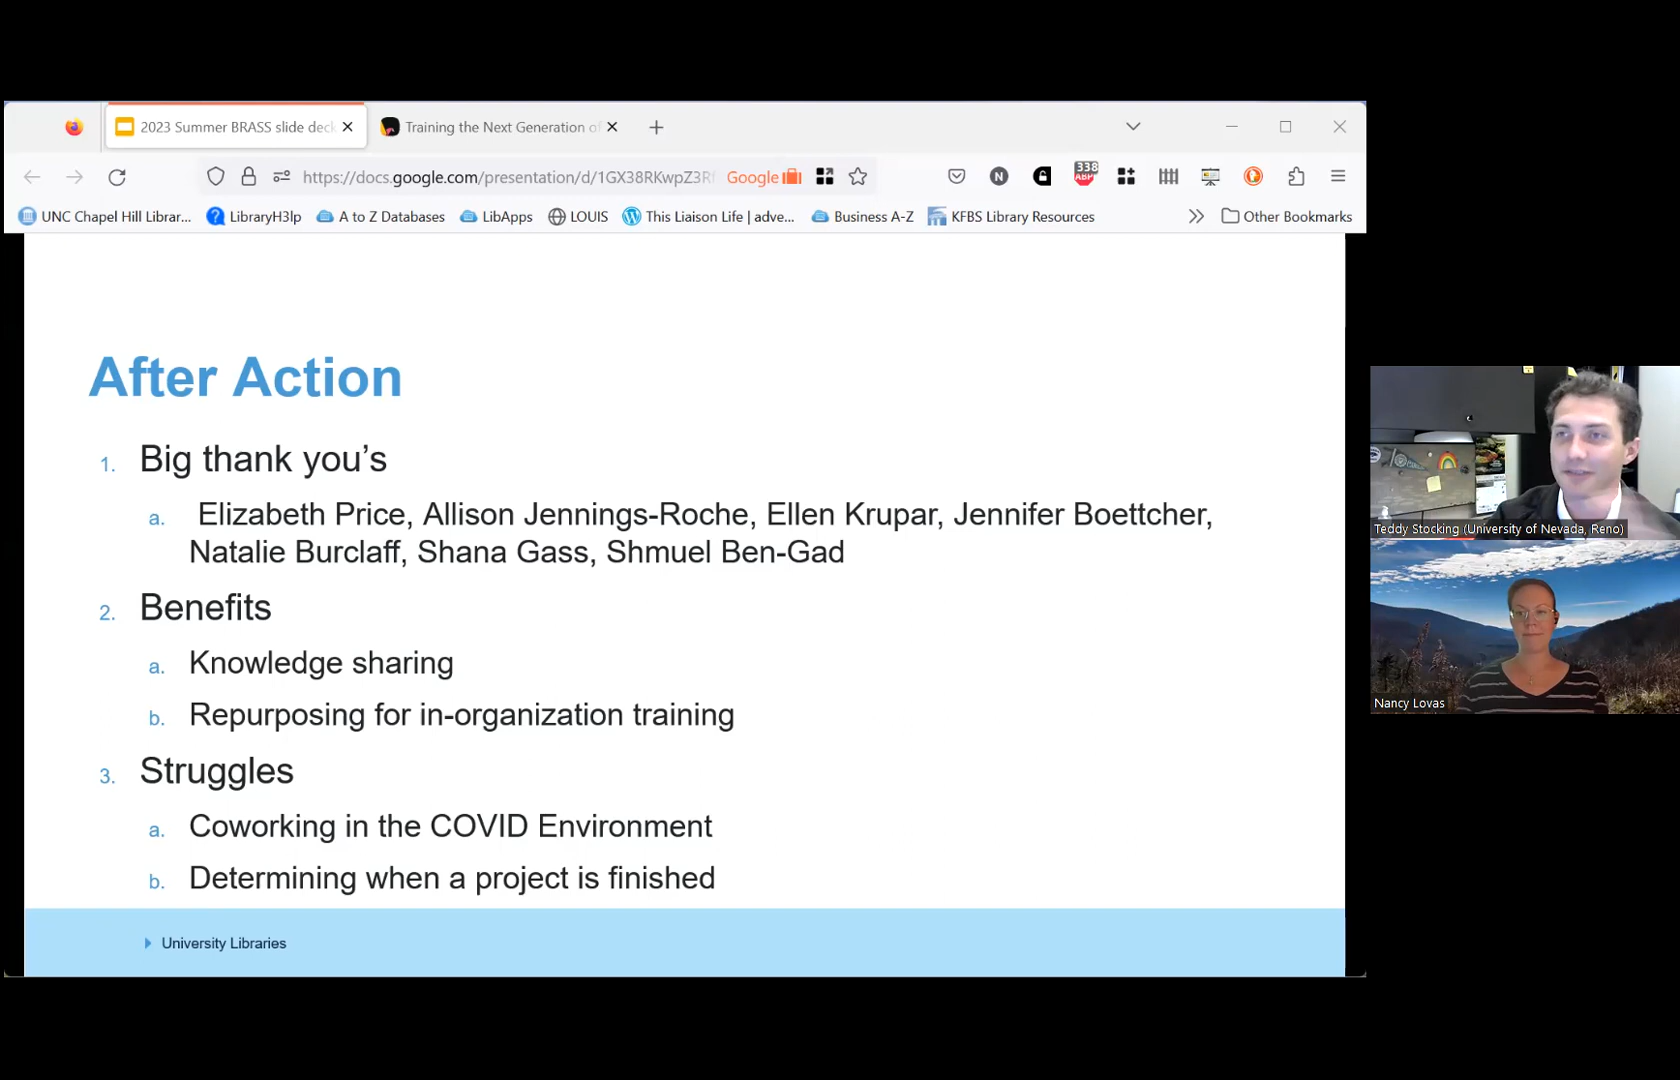 2023 Summer BRASS slide deck
Training the Next Generation of
https://docs.google.com/presentation/d/1GX38RKwpZ3Rf
Google
338
ABP
N
UNC Chapel Hill Librar...
LibraryH3lp
A to Z Databases
LibApps
LOUIS
This Liaison Life | adve...
Business A-Z
KFBS Library Resources
Other Bookmarks
After Action
1. Big thank you’s
a. Elizabeth Price, Allison Jennings-Roche, Ellen Krupar, Jennifer Boettcher,
Natalie Burclaff, Shana Gass, Shmuel Ben-Gad
2. Benefits
a. Knowledge sharing
b. Repurposing for in-organization training
3. Struggles
a. Coworking in the COVID Environment
b. Determining when a project is finished
University Libraries
Teddy Stocking (University of Nevada, Reno)
Nancy Lovas